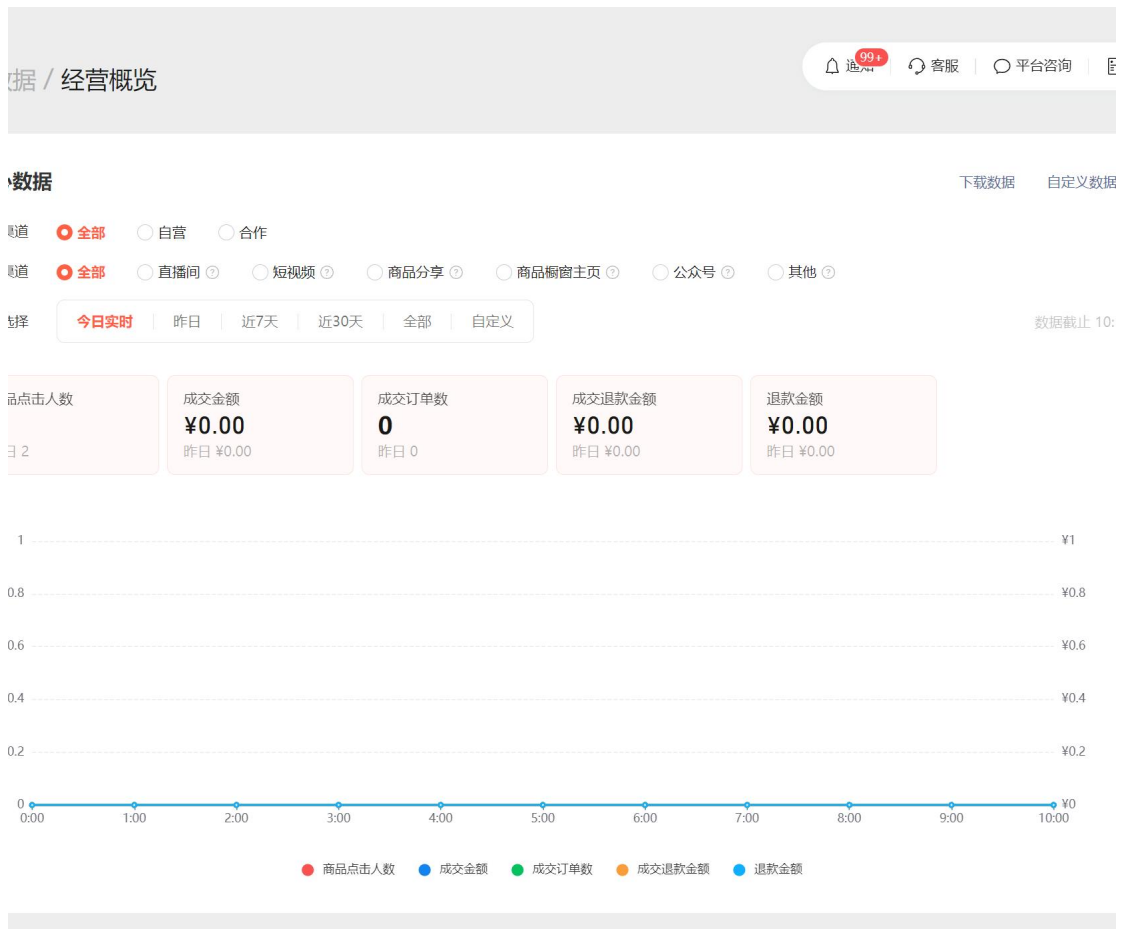 据 / 经营概览
99+
客服
平台咨询
数据
下载数据
自定义数据
道
全部
自营
合作
道
全部
直播间
短视频
商品分享
商品橱窗主页
公众号
其他
选择
今日实时
昨日
近7天
近30天
全部
自定义
数据截止 10:
品点击人数
日 2
成交金额
¥0.00
昨日 ¥0.00
成交订单数
0
昨日 0
成交退款金额
¥0.00
昨日 ¥0.00
退款金额
¥0.00
昨日 ¥0.00
1
¥1
0.8
¥0.8
0.6
¥0.6
0.4
¥0.4
0.2
¥0.2
0
¥0
0:00
1:00
2:00
3:00
4:00
5:00
6:00
7:00
8:00
9:00
10:00
商品点击人数
成交金额
成交订单数
成交退款金额
退款金额